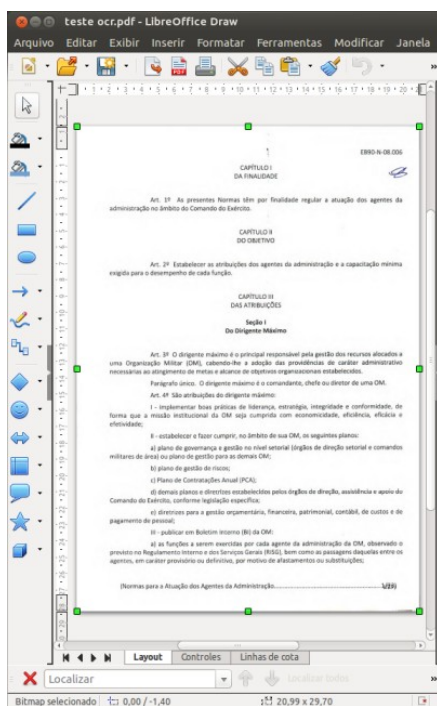 teste ocr.pdf - LibreOffice Draw
Arquivo Editar Exibir Inserir Formatar Ferramentas Modificar Janela
EB90-N-08.006
CAPÍTULO I
DA FINALIDADE
Art. 1º As presentes Normas têm por finalidade regular a atuação dos agentes da
administração no âmbito do Comando do Exército.
CAPÍTULO II
DO OBJETIVO
Art. 2º Estabelecer as atribuições dos agentes da administração e a capacitação mínima
exigida para o desempenho de cada função.
CAPÍTULO III
DAS ATRIBUIÇÕES
Seção I
Do Dirigente Máximo
Art. 3º O dirigente máximo é o principal responsável pela gestão dos recursos alocados a
uma Organização Militar (OM), cabendo-lhe a adoção das providências de caráter administrativo
necessárias ao atingimento de metas e alcance de objetivos organizacionais estabelecidos.
Parágrafo único. O dirigente máximo é o comandante, chefe ou diretor de uma OM.
Art. 4º São atribuições do dirigente máximo:
I - implementar boas práticas de liderança, estratégia, integridade e conformidade, de
forma que a missão institucional da OM seja cumprida com economicidade, eficiência, eficácia e
efetividade;
II - estabelecer e fazer cumprir, no âmbito de sua OM, os seguintes planos:
a) plano de governança e gestão no nível setorial (órgãos de direção setorial e comandos
militares de área) ou plano de gestão para as demais OM;
b) plano de gestão de riscos;
c) Plano de Contratações Anual (PCA);
d) demais planos e diretrizes estabelecidos pelos órgãos de direção, assistência e apoio do
Comando do Exército, conforme legislação específica;
e) diretrizes para a gestão orçamentária, financeira, patrimonial, contábil, de custos e de
pagamento de pessoal;
III - publicar em Boletim Interno (BI) da OM:
a) as funções a serem exercidas por cada agente da administração da OM, observado o
previsto no Regulamento Interno e dos Serviços Gerais (RISG), bem como as passagens daquelas entre os
agentes, em caráter provisório ou definitivo, por motivo de afastamentos ou substituições;
(Normas para a Atuação dos Agentes da Administração
Layout Controles Linhas de cota
Localizar Localizar todos
Bitmap selecionado 0,00 / -1,40 20,99 x 29,70